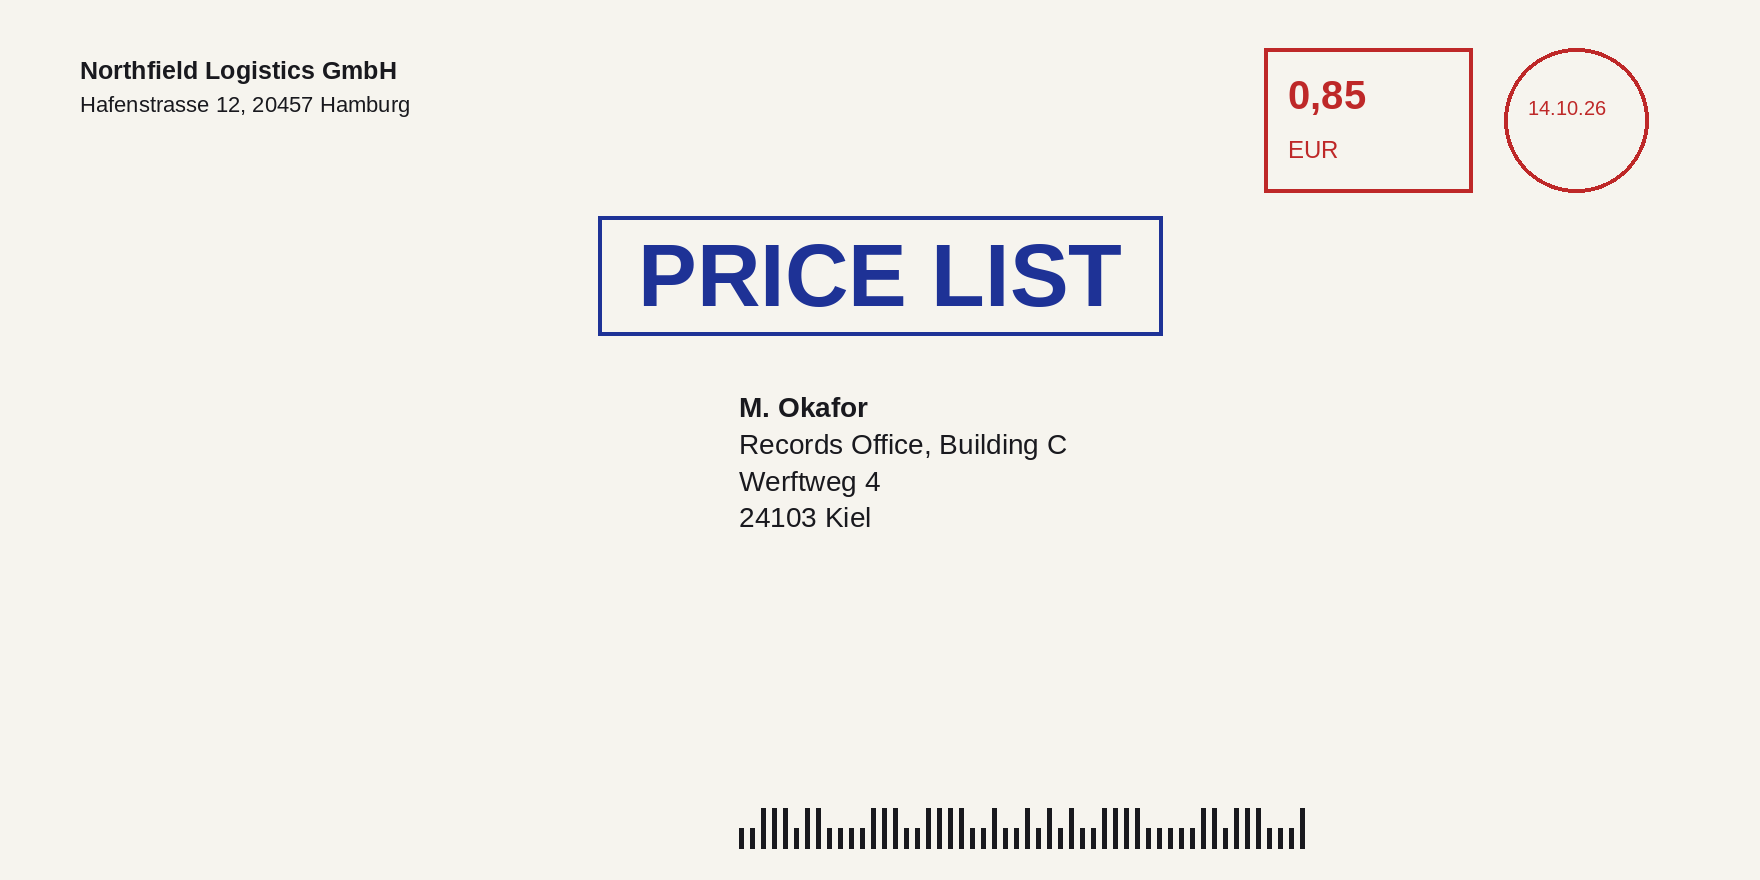 Northfield Logistics GmbH
Hafenstrasse 12, 20457 Hamburg
0,85
EUR
14.10.26
PRICE LIST
M. Okafor
Records Office, Building C
Werftweg 4
24103 Kiel